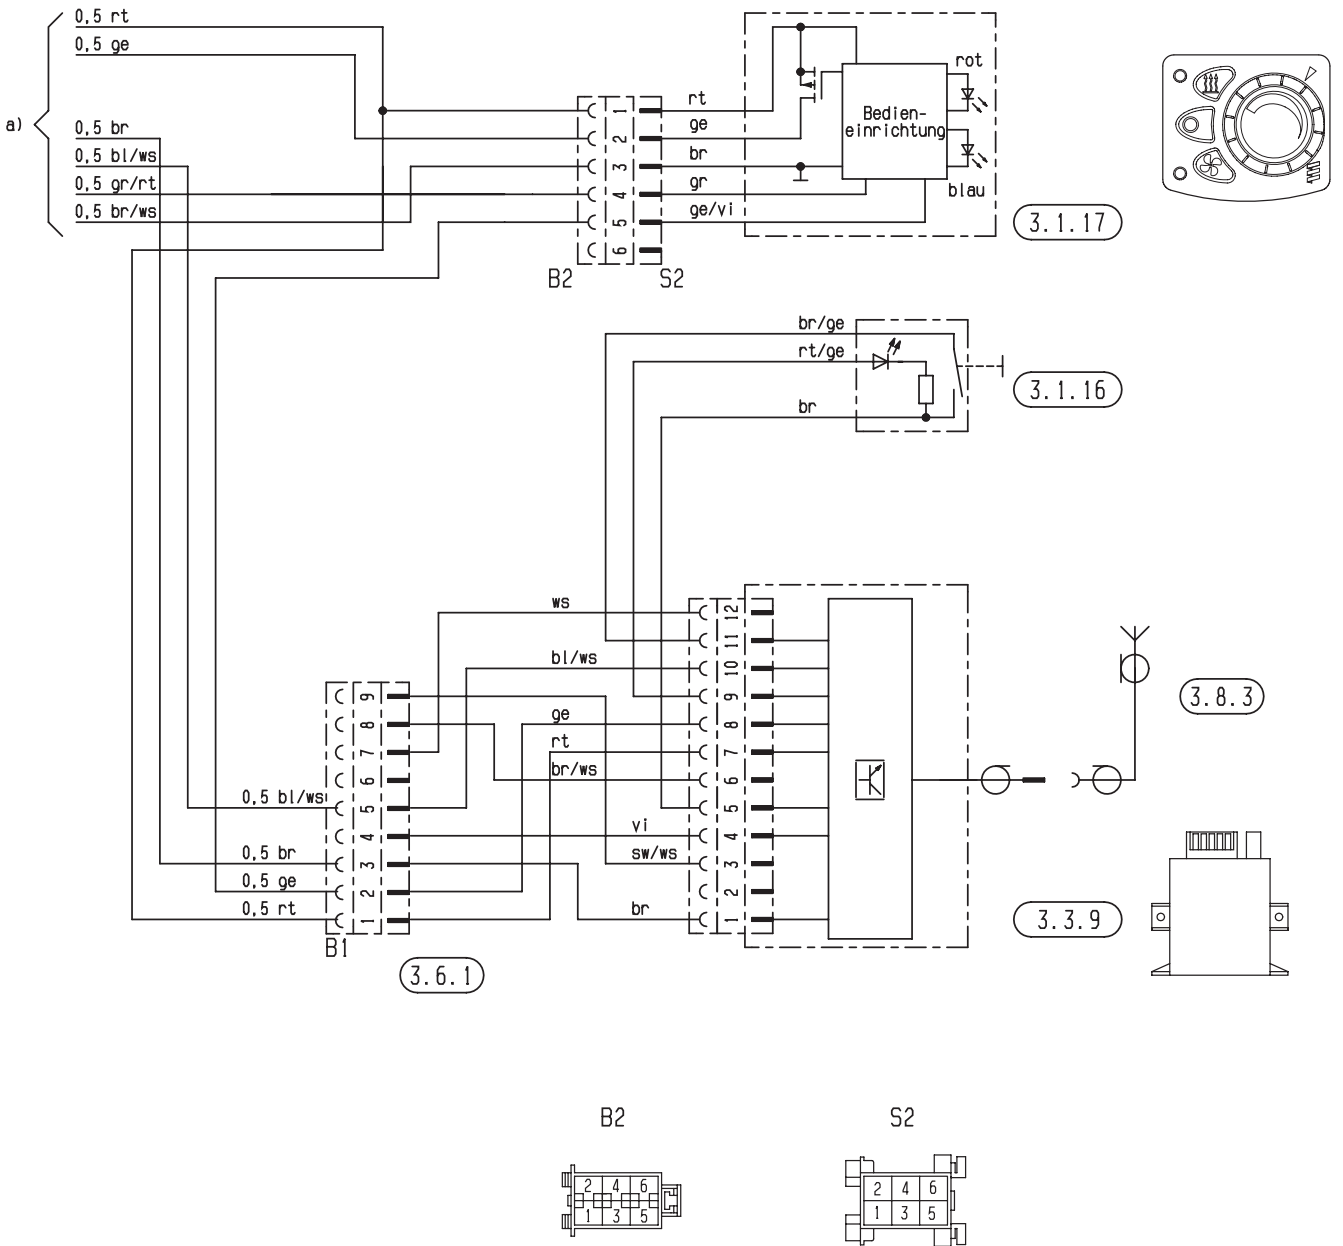 0,5 rt
0,5 ge
a)
0,5 br
0,5 bl/ws
0,5 gr/rt
0,5 br/ws
1
2
3
4
5
6
B2
S2
rt
ge
br
gr
ge/vi
Bedien-
einrichtung
rot
blau
3.1.17
br/ge
rt/ge
br
3.1.16
ws
bl/ws
ge
rt
br/ws
vi
sw/ws
br
12
11
10
9
8
7
6
5
4
3
2
1
9
8
7
6
5
4
3
2
1
0,5 bl/ws
0,5 br
0,5 ge
0,5 rt
B1
3.6.1
3.8.3
3.3.9
B2
2 4 6
1 3 5
S2
2 4 6
1 3 5